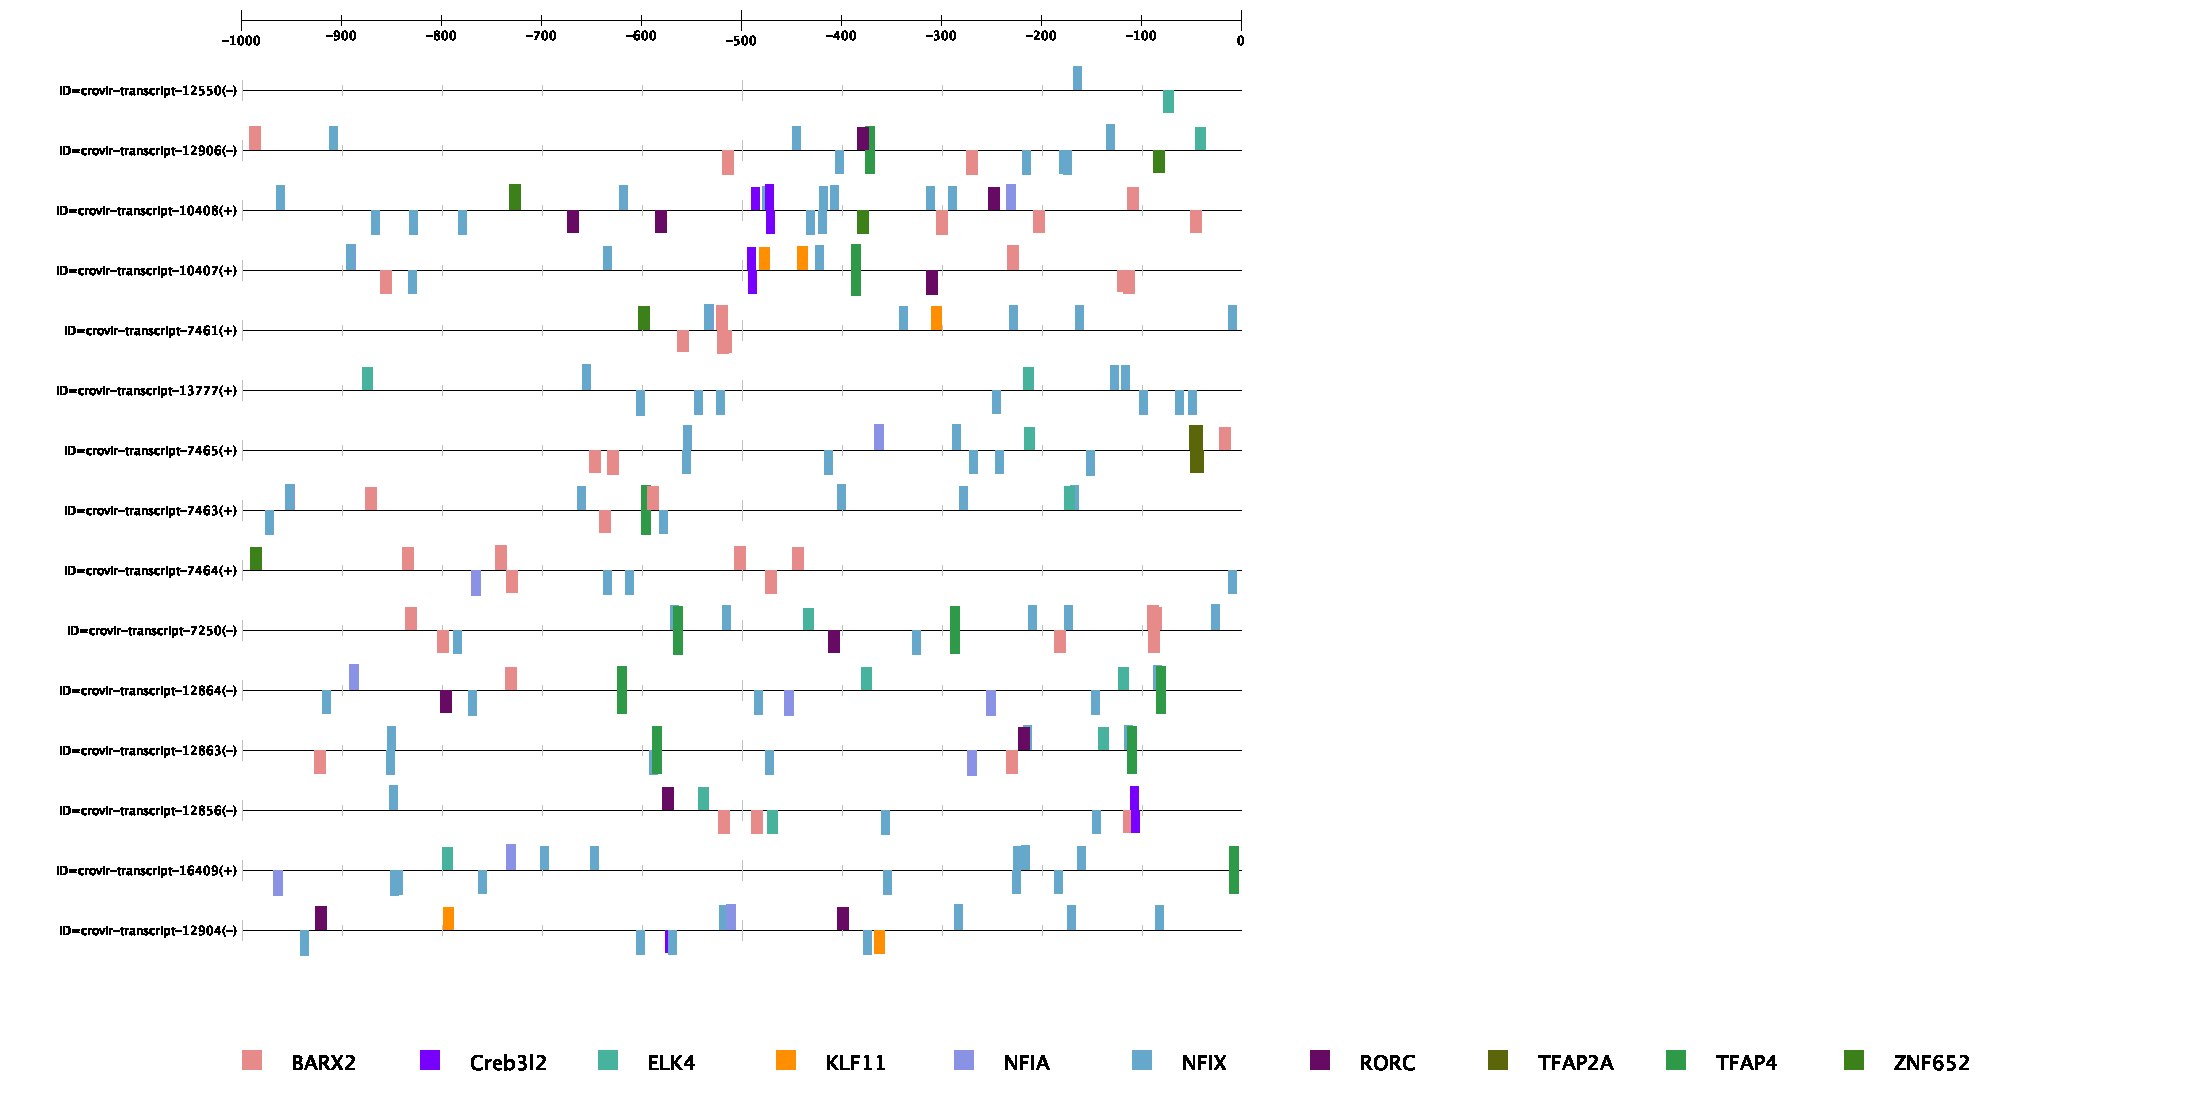 -1000 -900 -800 -700 -600 -500 -400 -300 -200 -100 0
ID=crovir-transcript-12550(-)
ID=crovir-transcript-12906(-)
ID=crovir-transcript-10408(+)
ID=crovir-transcript-10407(+)
ID=crovir-transcript-7461(+)
ID=crovir-transcript-13777(+)
ID=crovir-transcript-7465(+)
ID=crovir-transcript-7463(+)
ID=crovir-transcript-7464(+)
ID=crovir-transcript-7250(-)
ID=crovir-transcript-12864(-)
ID=crovir-transcript-12863(-)
ID=crovir-transcript-12856(-)
ID=crovir-transcript-16409(+)
ID=crovir-transcript-12904(-)
BARX2 Creb3l2 ELK4 KLF11 NFIA NFIX RORC TFAP2A TFAP4 ZNF652